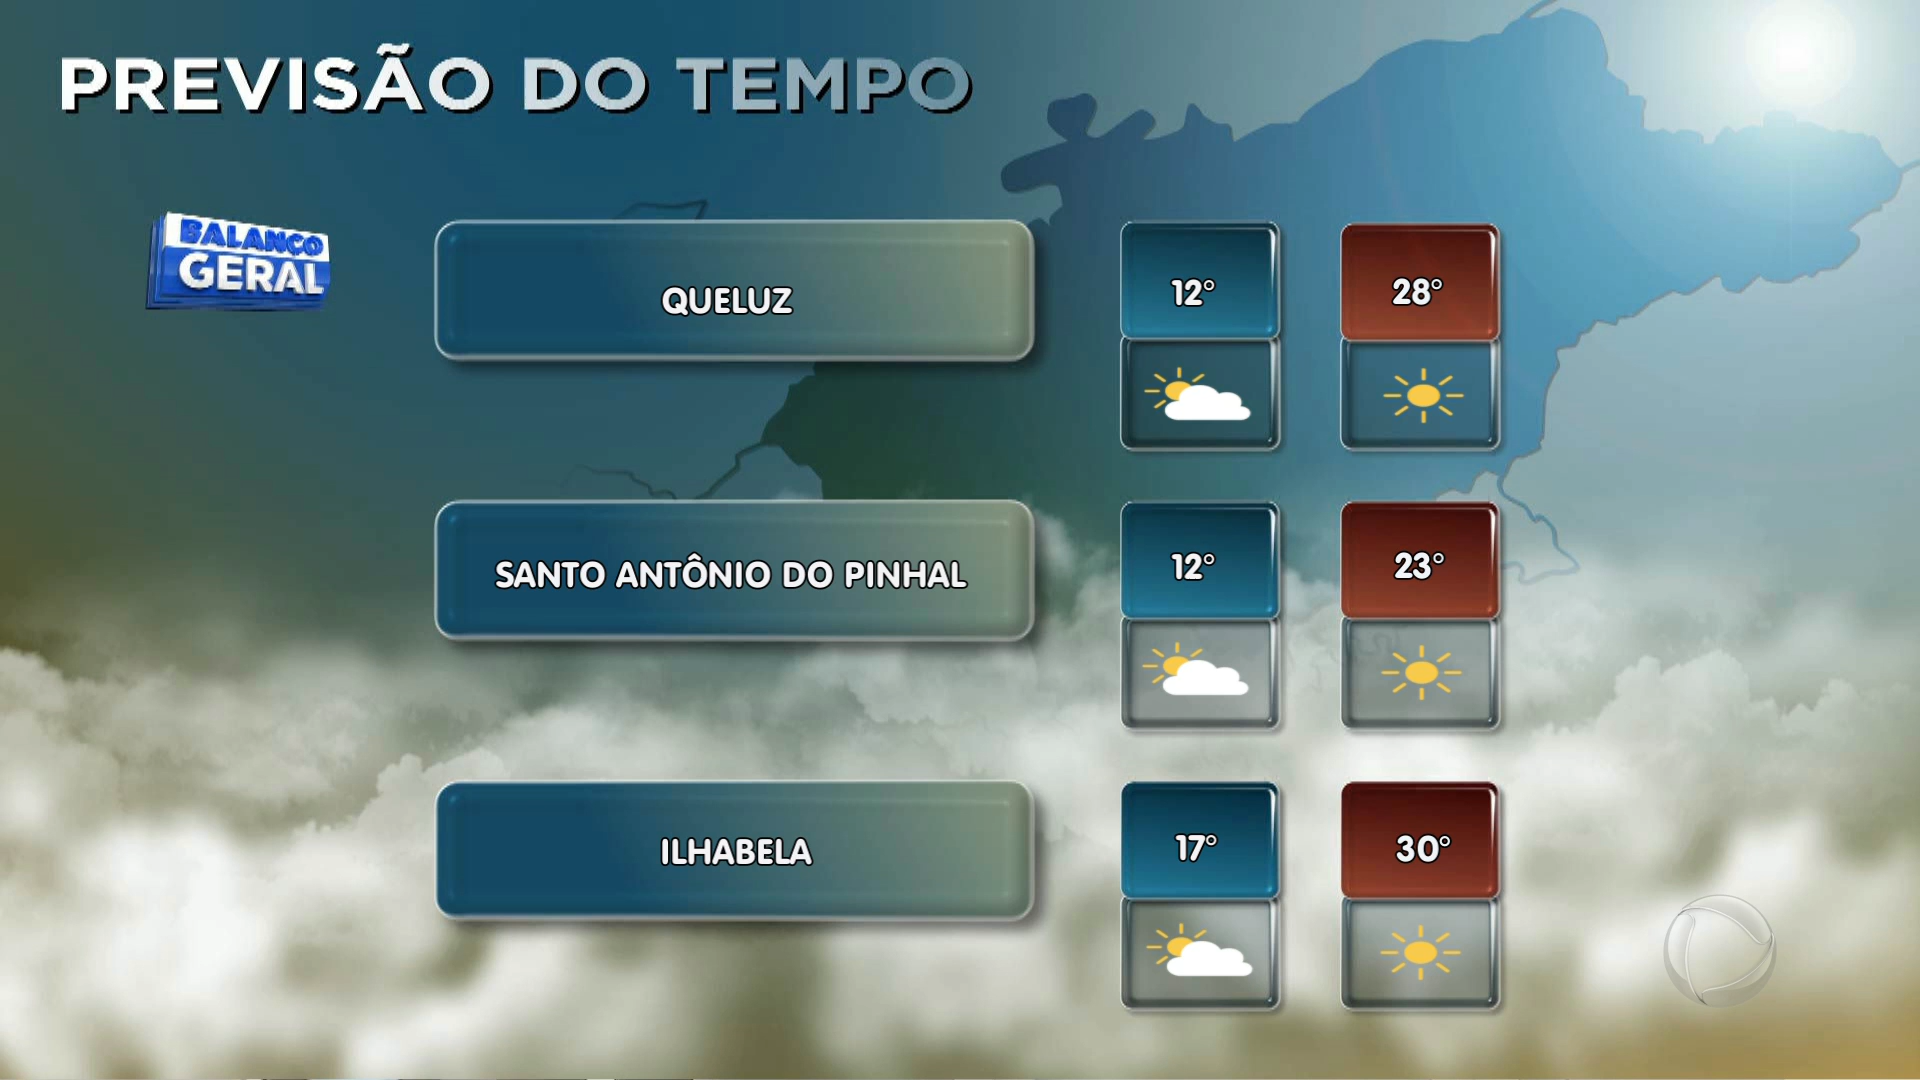 PREVISÃO DO TEMPO
BALANÇO
GERAL
QUELUZ
12°
28°
SANTO ANTÔNIO DO PINHAL
12°
23°
ILHABELA
17°
30°